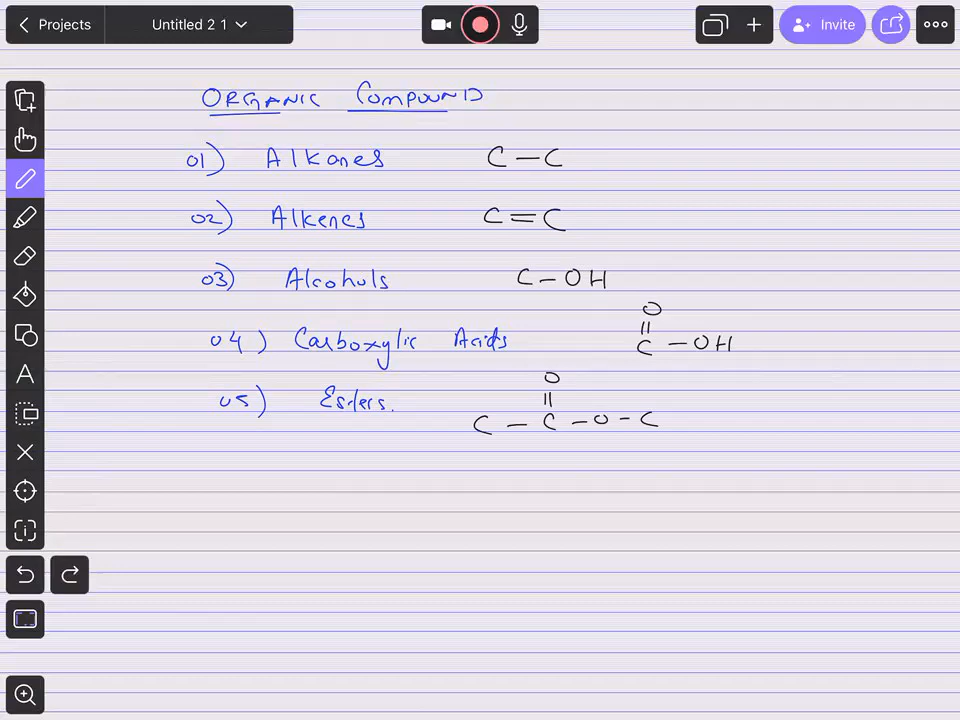 Projects
Untitled 2 1
Invite
ORGANIC COMPOUND
01) Alkanes C — C
02) Alkenes C = C
03) Alcohols C — OH
O
||
04) Carboxylic Acids C — OH
O
||
05) Esters. C — C — O — C